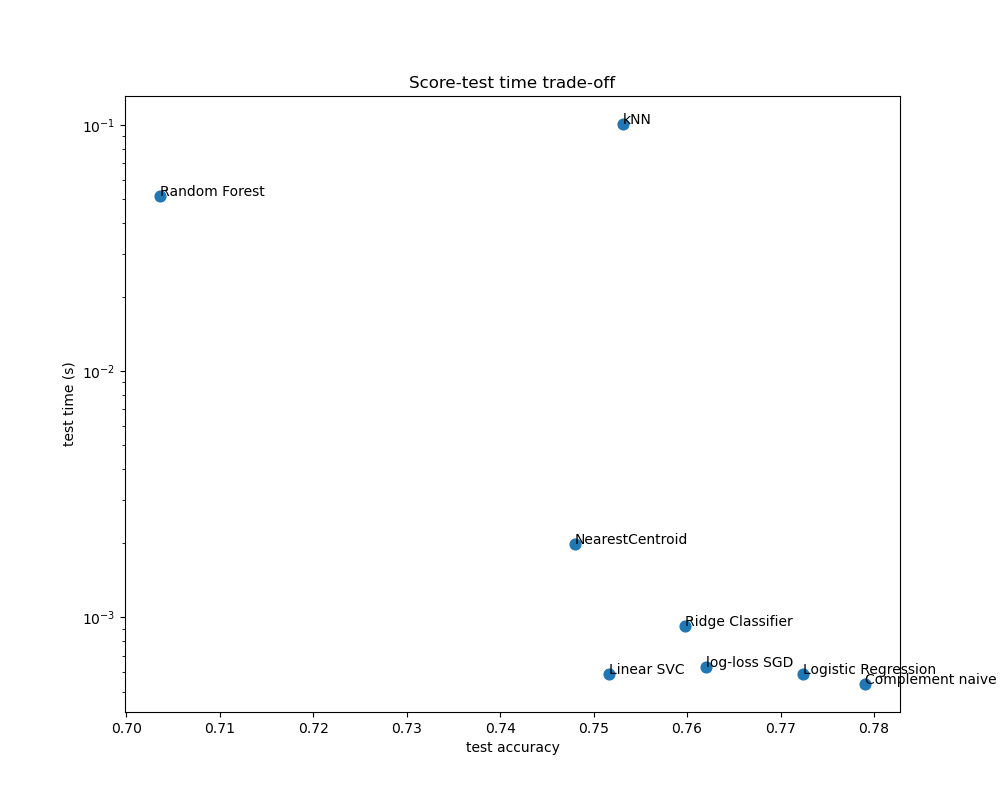 Score-test time trade-off
10⁻¹
kNN
Random Forest
10⁻²
test time (s)
NearestCentroid
10⁻³
Ridge Classifier
log-loss SGD
Linear SVC
Logistic Regression
Complement naive
0.70 0.71 0.72 0.73 0.74 0.75 0.76 0.77 0.78
test accuracy